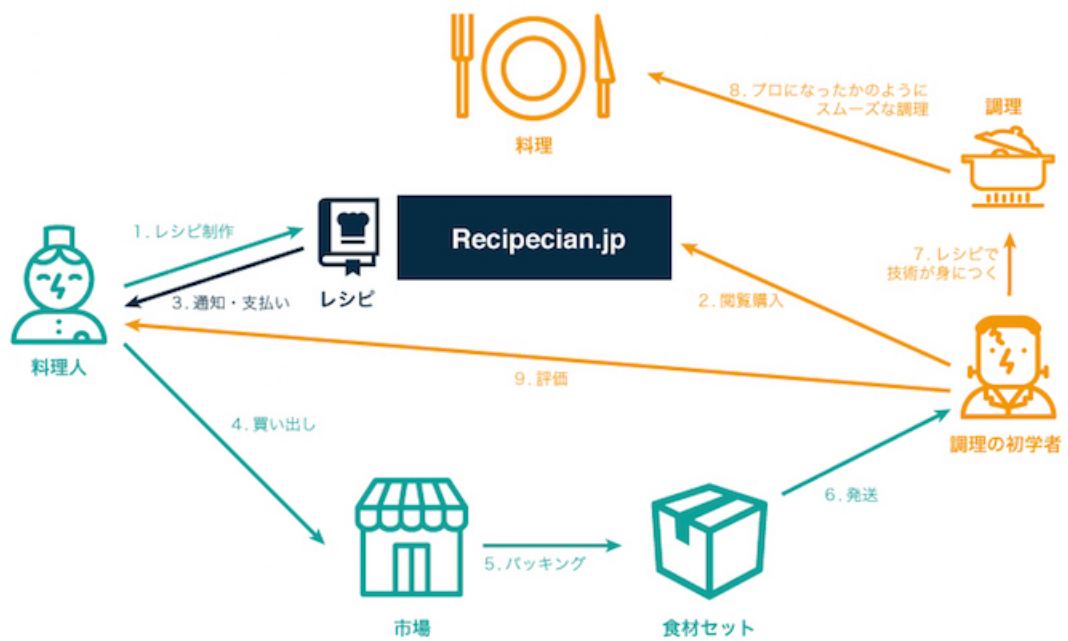 8.プロになったかのように
スムーズな調理
調理
料理
1.レシピ制作
Recipecian.jp
7.レシピで
技術が身につく
3.通知・支払い
レシピ
2.閲覧購入
料理人
9.評価
4.買い出し
調理の初学者
6.発送
5.パッキング
市場
食材セット